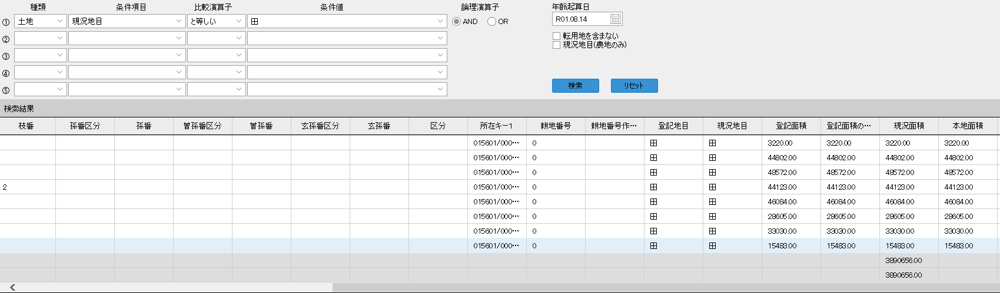 種類 条件項目 比較演算子 条件値 論理演算子 年齢起算日
① 土地 現況地目 と等しい 田 AND OR R01.08.14
② 転用地を含まない
現況地目(農地のみ)
③
④
⑤ 検索 リセット
検索結果
枝番 孫番区分 孫番 曽孫番区分 曽孫番 玄孫番区分 玄孫番 区分 所在キー1 耕地番号 耕地番号作… 登記地目 現況地目 登記面積 登記面積の… 現況面積 本地面積
015601/000… 0 田 田 3220.00 3220.00 3220.00 3220.00
015601/000… 0 田 田 44802.00 44802.00 44802.00 44802.00
015601/000… 0 田 田 48572.00 48572.00 48572.00 48572.00
2 015601/000… 0 田 田 44123.00 44123.00 44123.00 44123.00
015601/000… 0 田 田 46084.00 46084.00 46084.00 46084.00
015601/000… 0 田 田 28605.00 28605.00 28605.00 28605.00
015601/000… 0 田 田 33030.00 33030.00 33030.00 33030.00
015601/000… 0 田 田 15483.00 15483.00 15483.00 15483.00
3890656.00
3890656.00